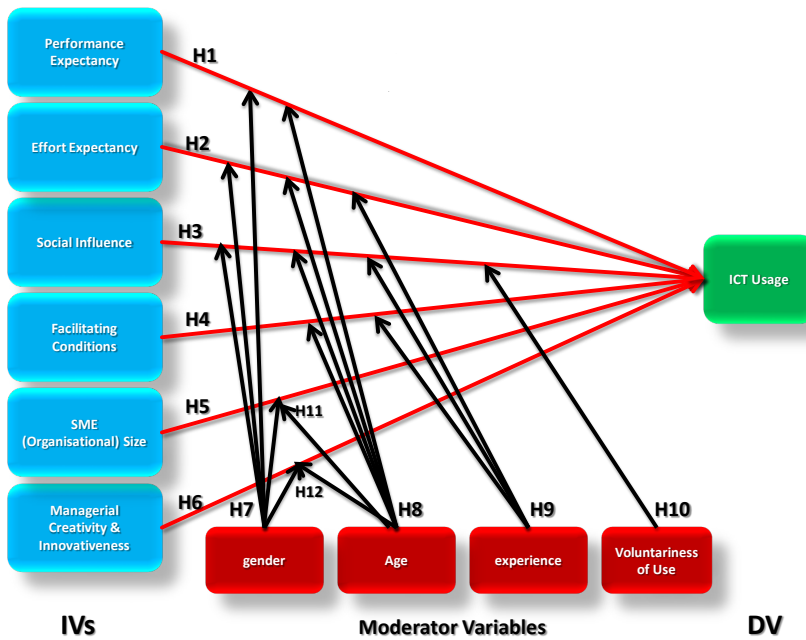 Performance
Expectancy
H1
Effort Expectancy
H2
Social Influence
H3
ICT Usage
Facilitating
Conditions
H4
SME
(Organisational) Size
H5
H11
Managerial
Creativity &
Innovativeness
H6
H12
H7
H8
H9
H10
gender
Age
experience
Voluntariness
of Use
IVs
Moderator Variables
DV